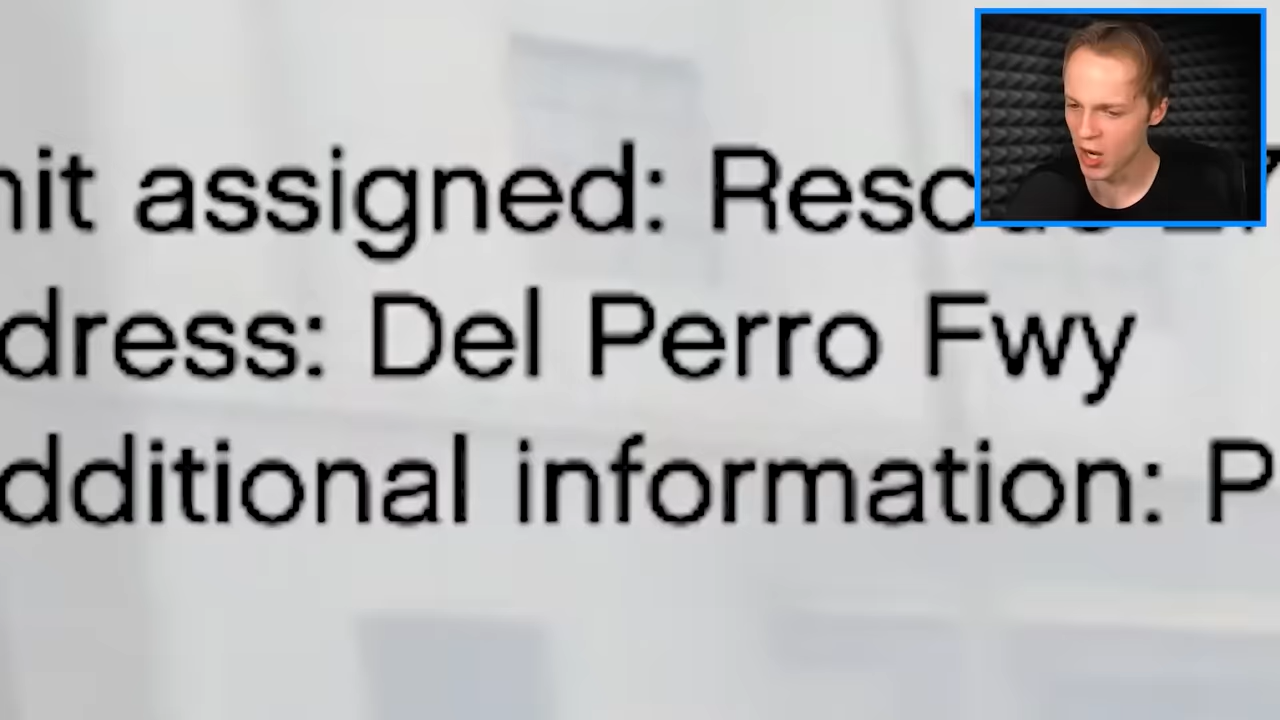 nit assigned: Resc
dress: Del Perro Fwy
dditional information: P